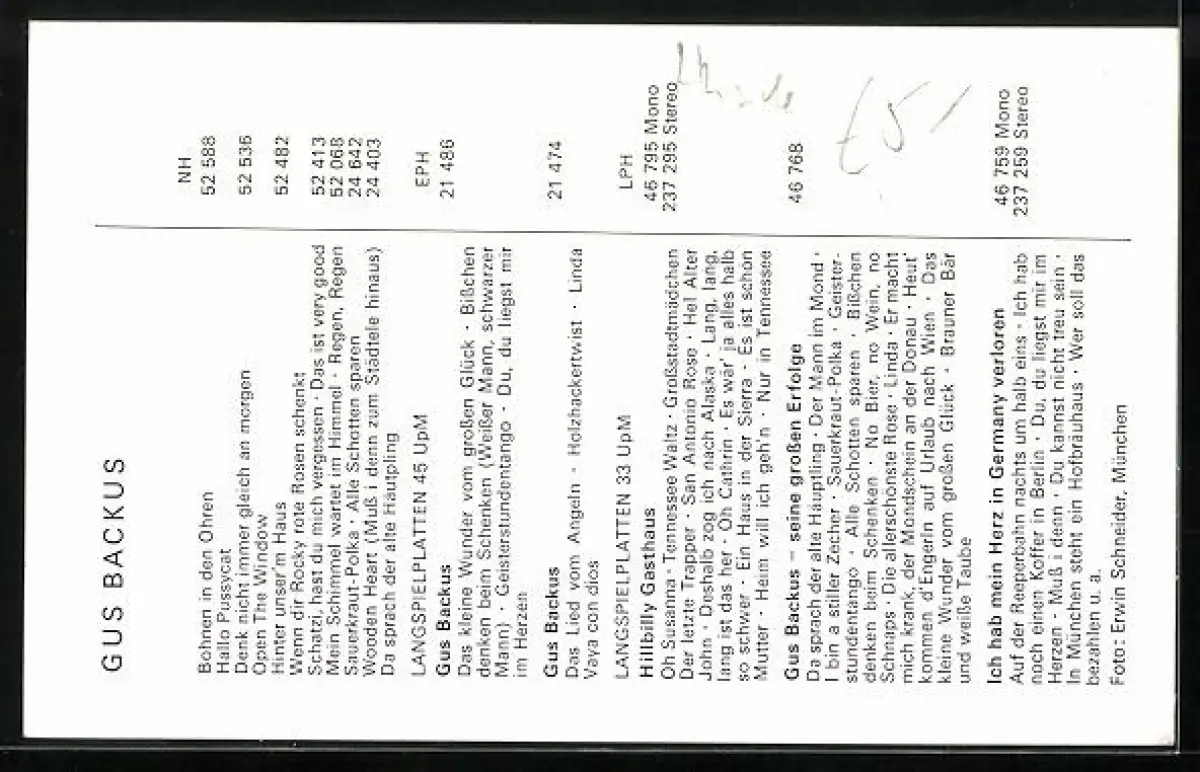 GUS BACKUS
NH
Bohnen in den Ohren 52 588
Hallo Pussycat
Denk nicht immer gleich an morgen 52 536
Open The Window
Hinter unser'm Haus 52 482
Wenn dir Rocky rote Rosen schenkt
Schatzi, hast du mich vergessen · Das ist very good 52 413
Mein Schimmel wartet im Himmel · Regen, Regen 52 068
Sauerkraut-Polka · Alle Schotten sparen 24 642
Wooden Heart (Muß i denn zum Städtele hinaus) 24 403
Da sprach der alte Häuptling
LANGSPIELPLATTEN 45 UpM EPH
Gus Backus 21 486
Das kleine Wunder vom großen Glück · Bißchen
denken, beim Schenken (Weißer Mann, schwarzer
Mann) · Geisterstundentango · Du, du liegst mir
im Herzen
Gus Backus 21 474
Das Lied vom Angeln · Holzhackertwist · Linda
Vaya con dios
LANGSPIELPLATTEN 33 UpM LPH
Hillbilly Gasthaus 46 795 Mono
Oh Susanna · Tennessee Waltz · Großstadtmädchen 237 295 Stereo
Der letzte Trapper · San Antonio Rose · He! Alter
John · Deshalb zog ich nach Alaska · Lang, lang,
lang ist das her · Oh Cathrin · Es wär' ja alles halb
so schwer · Ein Haus in der Sierra · Es ist schön
Mutter · Heim will ich geh'n · Nur in Tennessee
Gus Backus – seine großen Erfolge 46 768
Da sprach der alte Häuptling · Der Mann im Mond ·
I bin a stiller Zecher · Sauerkraut-Polka · Geister-
stundentango · Alle Schotten sparen · Bißchen
denken beim Schenken · No Bier, no Wein, no
Schnaps · Die allerschönste Rose · Linda · Er macht
mich krank, der Mondschein an der Donau · Heut'
kommen d'Engerln auf Urlaub nach Wien · Das
kleine Wunder vom großen Glück · Brauner Bär
und weiße Taube
Ich hab mein Herz in Germany verloren 46 759 Mono
Auf der Reeperbahn nachts um halb eins · Ich hab 237 259 Stereo
noch einen Koffer in Berlin · Du, du liegst mir im
Herzen · Muß i denn · Du kannst nicht treu sein ·
In München steht ein Hofbräuhaus · Wer soll das
bezahlen u. a.
Foto: Erwin Schneider, München